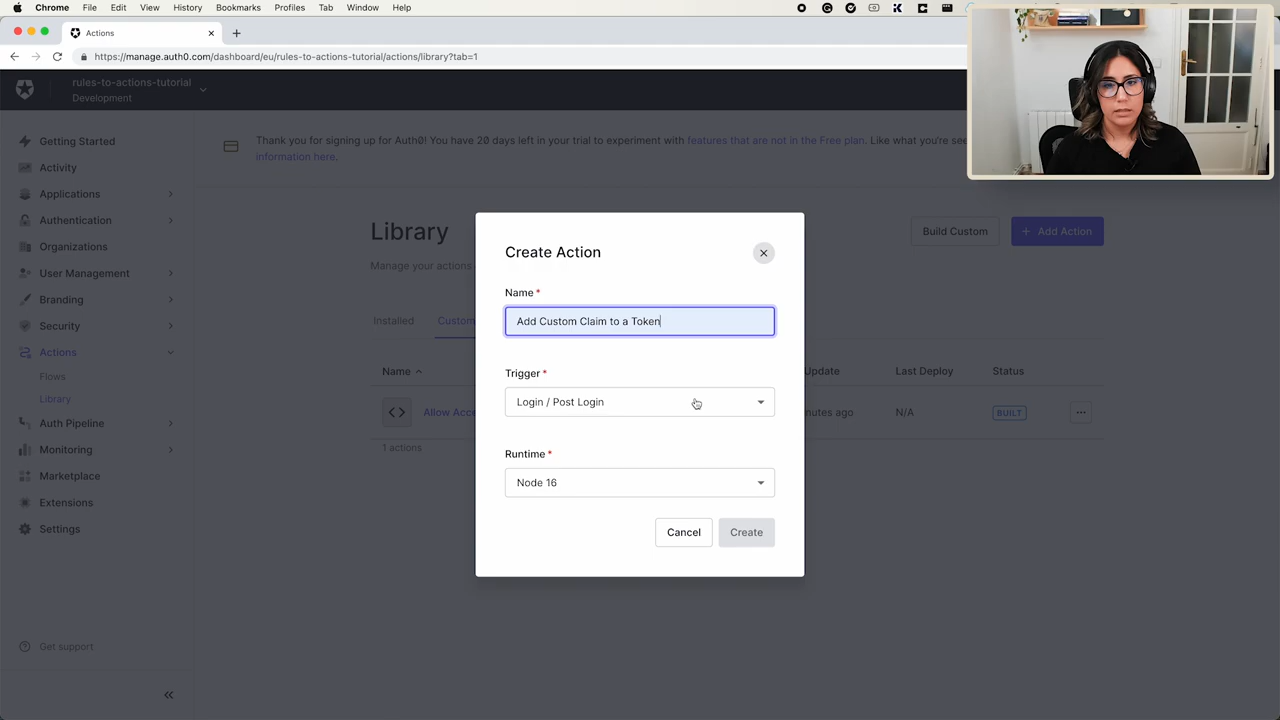 Chrome File Edit View History Bookmarks Profiles Tab Window Help
Actions
https://manage.auth0.com/dashboard/eu/rules-to-actions-tutorial/actions/library?tab=1
rules-to-actions-tutorial
Development
Getting Started
Activity
Applications
Authentication
Organizations
User Management
Branding
Security
Actions
Flows
Library
Auth Pipeline
Monitoring
Marketplace
Extensions
Settings
Get support
Thank you for signing up for Auth0! You have 20 days left in your trial to experiment with features that are not in the Free plan. Like what you're see
information here.
Library
Build Custom
+ Add Action
Manage your actions
Installed Custom
Name Update Last Deploy Status
Allow Acce nutes ago N/A BUILT
1 actions
Create Action
Name *
Add Custom Claim to a Token
Trigger *
Login / Post Login
Runtime *
Node 16
Cancel Create